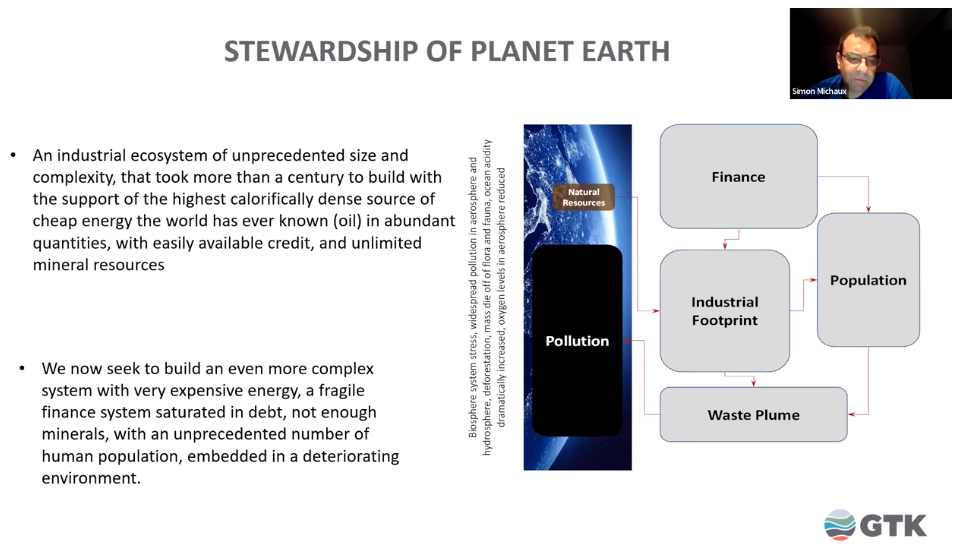 STEWARDSHIP OF PLANET EARTH
Simon Michaux
• An industrial ecosystem of unprecedented size and
complexity, that took more than a century to build with
the support of the highest calorifically dense source of
cheap energy the world has ever known (oil) in abundant
quantities, with easily available credit, and unlimited
mineral resources
• We now seek to build an even more complex
system with very expensive energy, a fragile
finance system saturated in debt, not enough
minerals, with an unprecedented number of
human population, embedded in a deteriorating
environment.
Biosphere system stress, widespread pollution in aerosphere and
hydrosphere, deforestation, mass die off of flora and fauna, ocean acidity
dramatically increased, oxygen levels in aerosphere reduced
Natural
Resources
Pollution
Finance
Industrial
Footprint
Population
Waste Plume
GTK